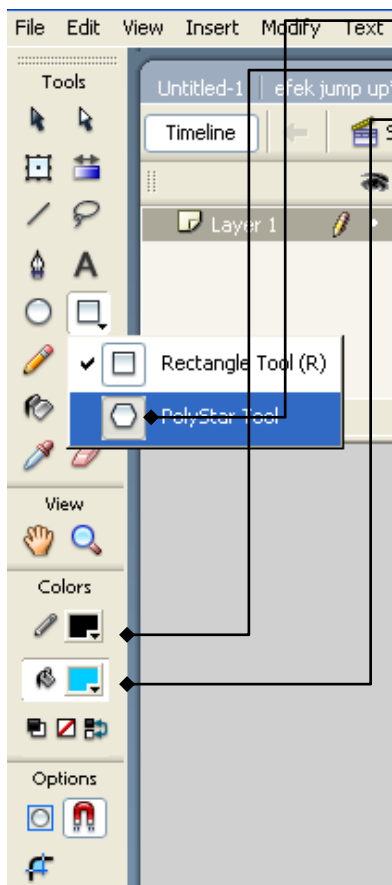 File Edit View Insert Modify Text
Tools
Untitled-1 efek jump up*
Timeline S
Layer 1
A
Rectangle Tool (R)
PolyStar Tool
View
Colors
Options